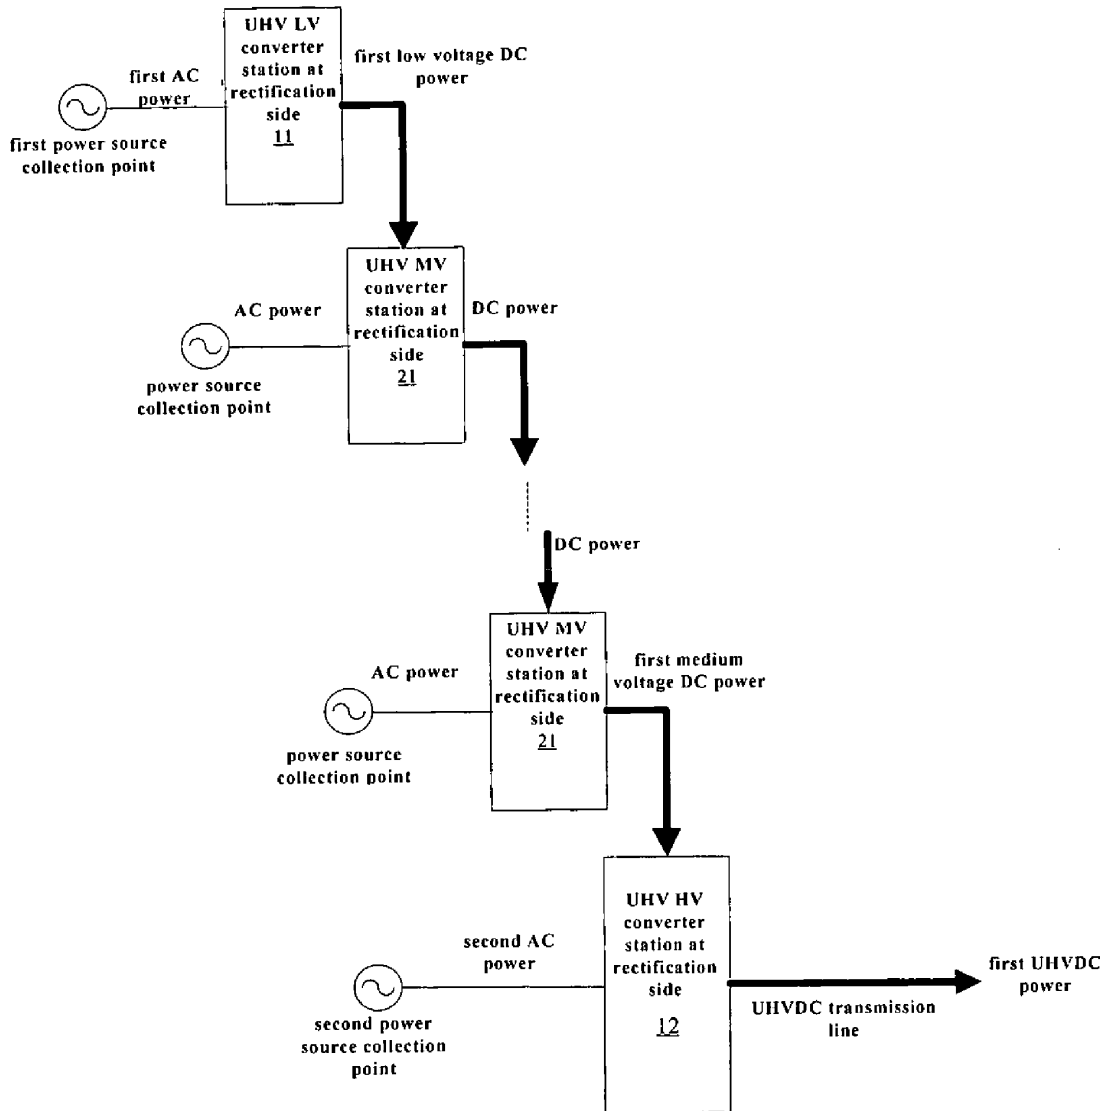 UHV LV
converter
station at
rectification
side
11
first AC
power
first low voltage DC
power
first power source
collection point
UHV MV
converter
station at
rectification
side
21
AC power
DC power
power source
collection point
DC power
UHV MV
converter
station at
rectification
side
21
AC power
first medium
voltage DC power
power source
collection point
UHV HV
converter
station at
rectification
side
12
second AC
power
first UHVDC
power
UHVDC transmission
line
second power
source collection
point